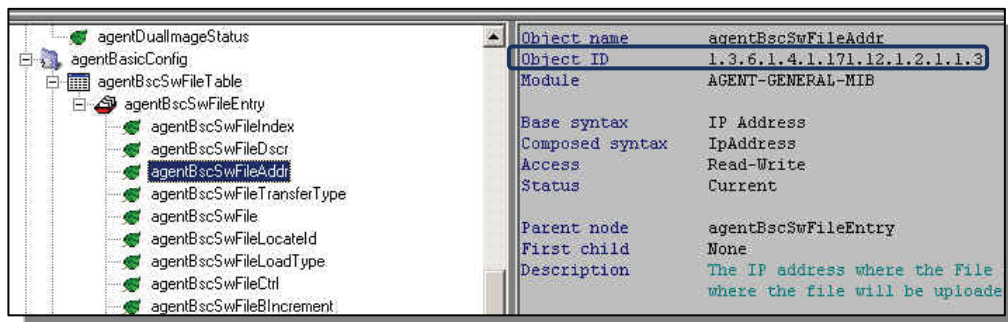 agentDualImageStatus
agentBasicConfig
agentBscSwFileTable
agentBscSwFileEntry
agentBscSwFileIndex
agentBscSwFileDscr
agentBscSwFileAddr
agentBscSwFileTransferType
agentBscSwFile
agentBscSwFileLocateId
agentBscSwFileLoadType
agentBscSwFileCtrl
agentBscSwFileBIncrement
Object name agentBscSwFileAddr
Object ID 1.3.6.1.4.1.171.12.1.2.1.1.3
Module AGENT-GENERAL-MIB
Base syntax IP Address
Composed syntax IpAddress
Access Read-Write
Status Current
Parent node agentBscSwFileEntry
First child None
Description The IP address where the File
where the file will be uploade